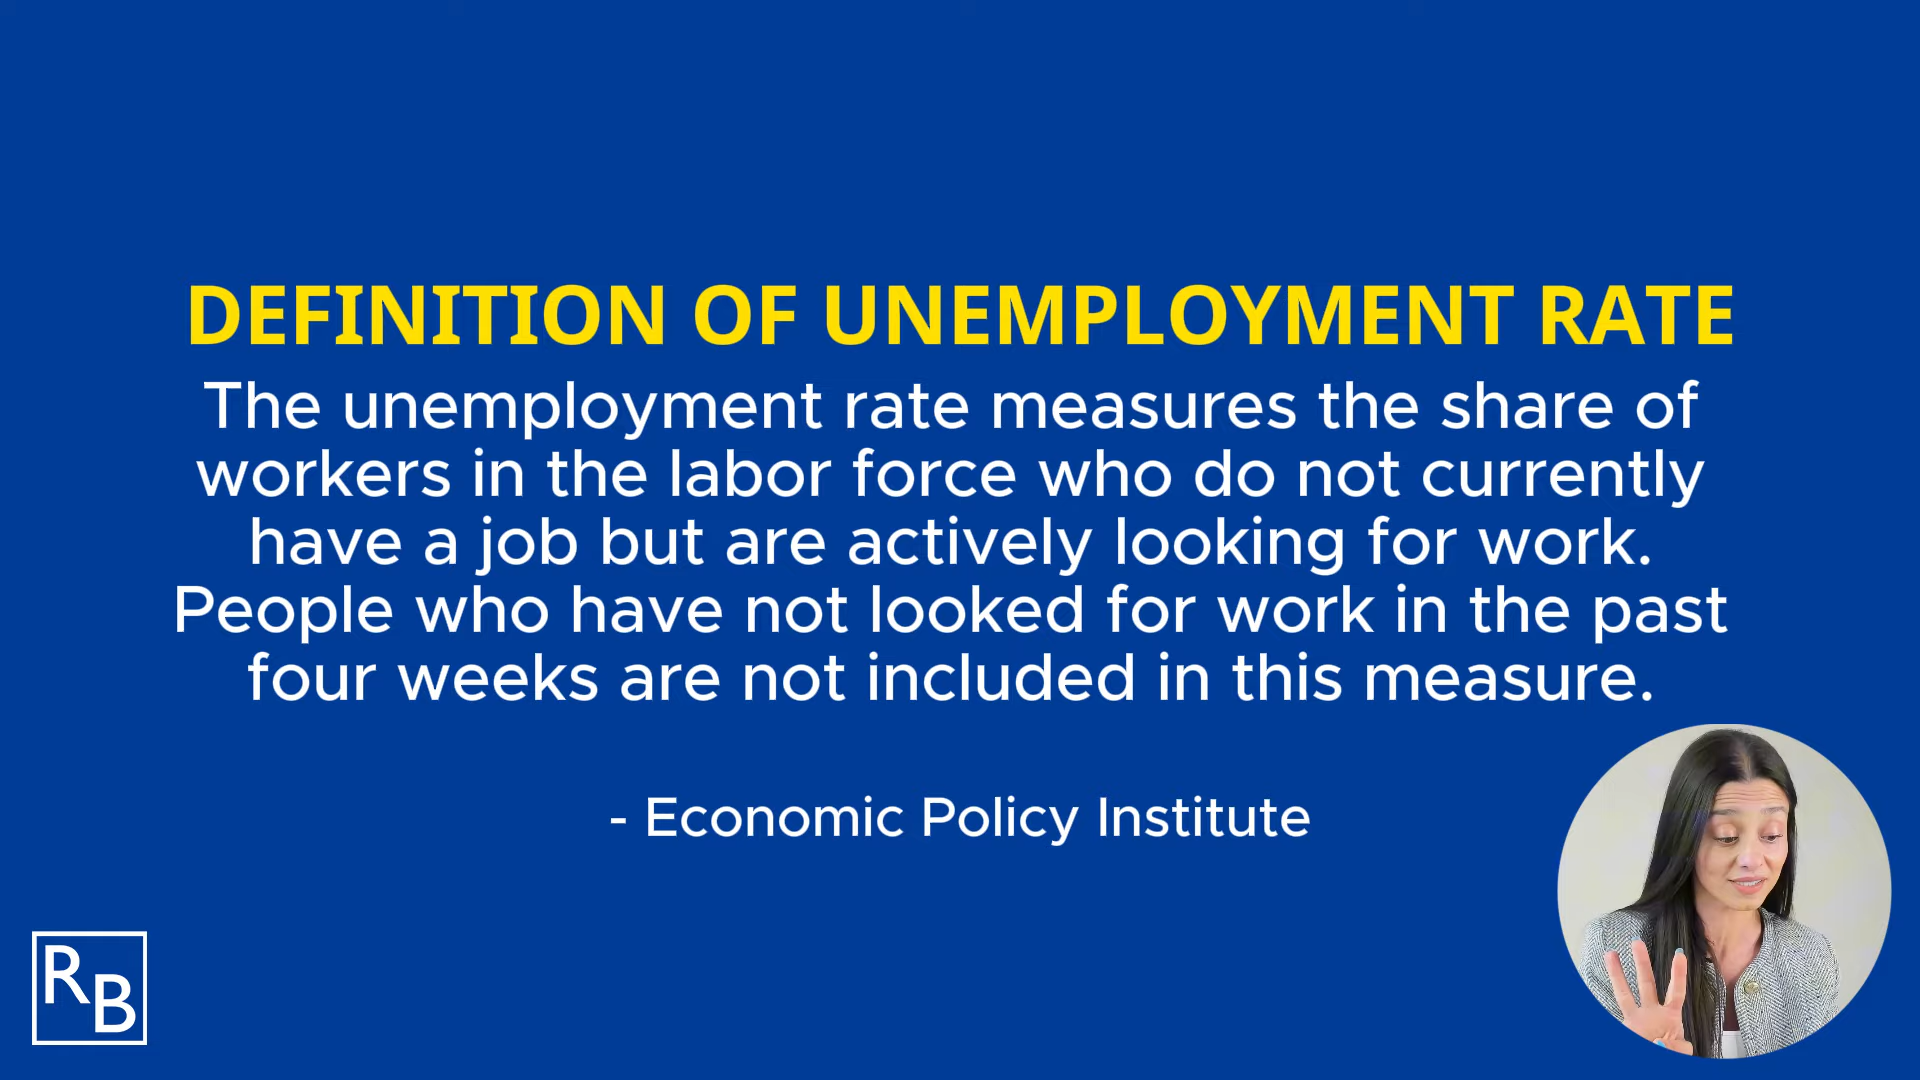 DEFINITION OF UNEMPLOYMENT RATE
The unemployment rate measures the share of
workers in the labor force who do not currently
have a job but are actively looking for work.
People who have not looked for work in the past
four weeks are not included in this measure.
- Economic Policy Institute
RB